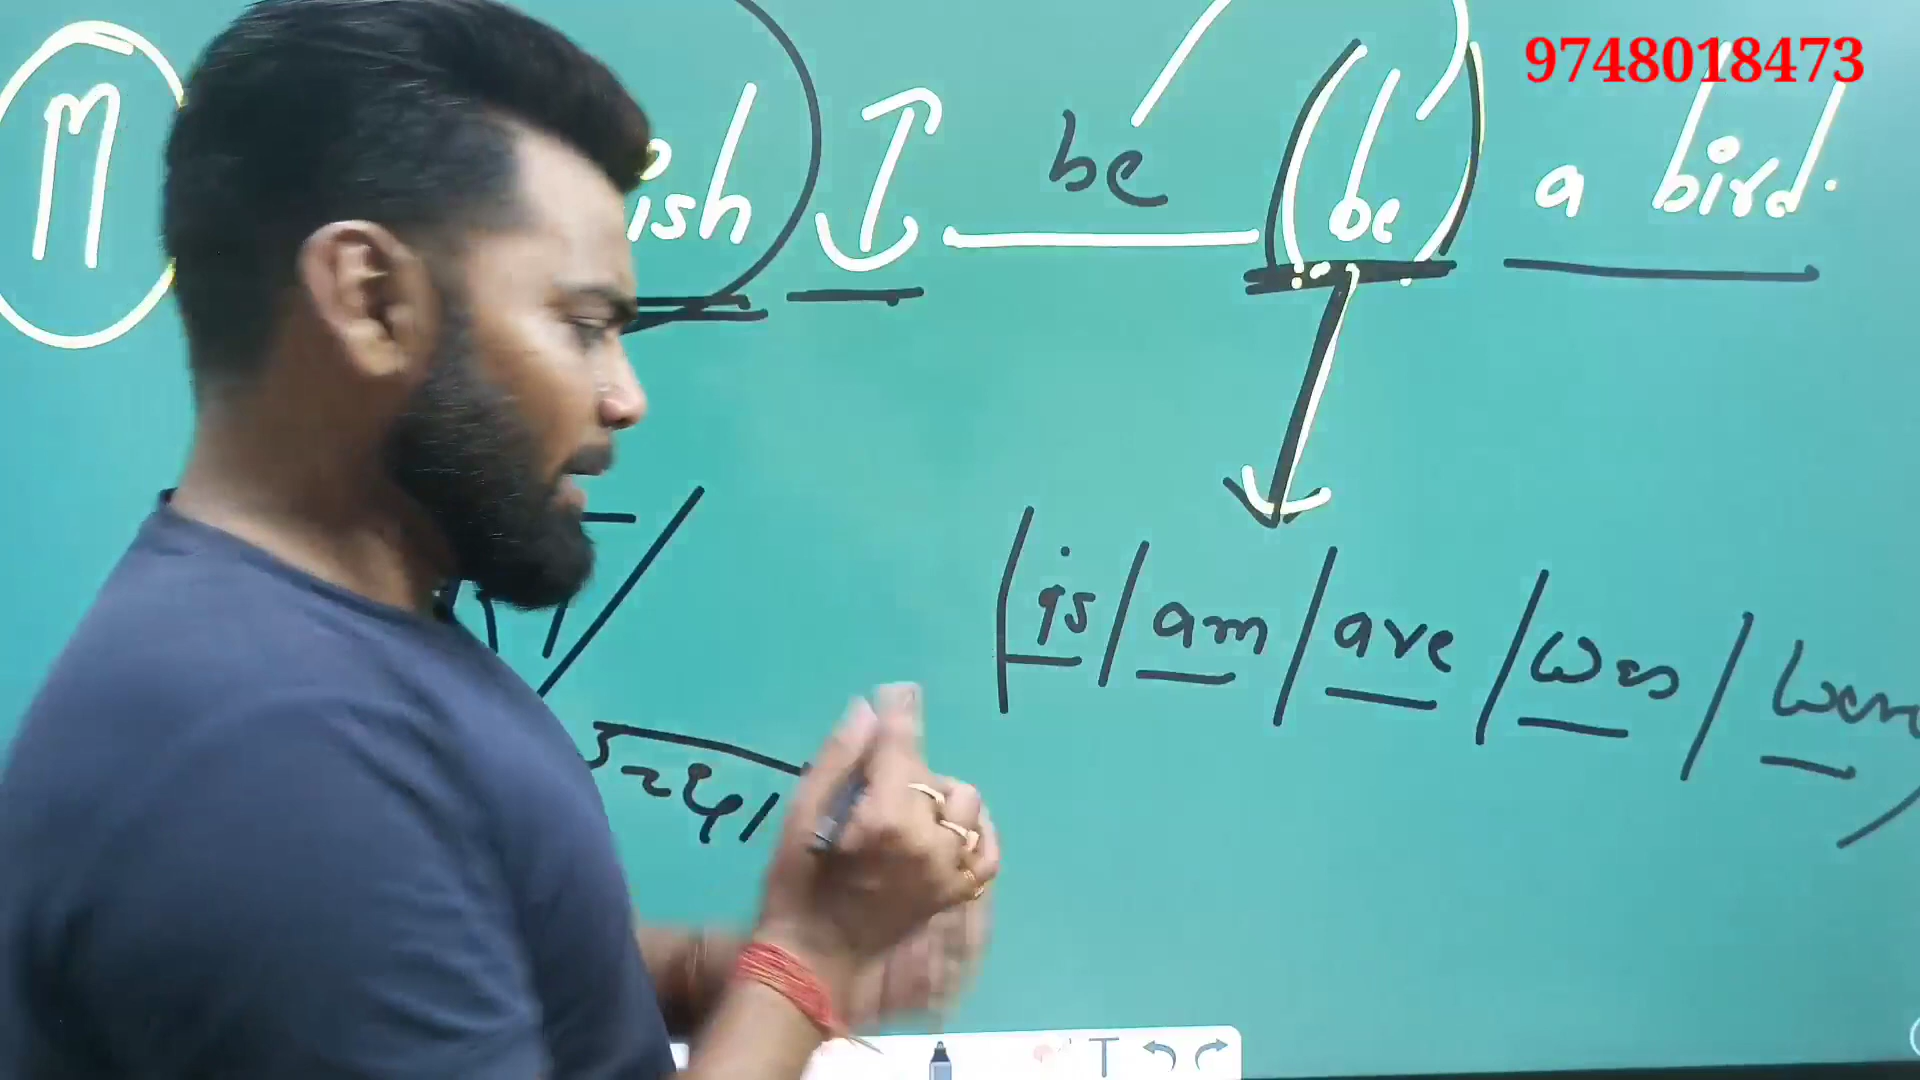 9748018473
ish I be (be) a bird.
(is/am/are/was/were)
T